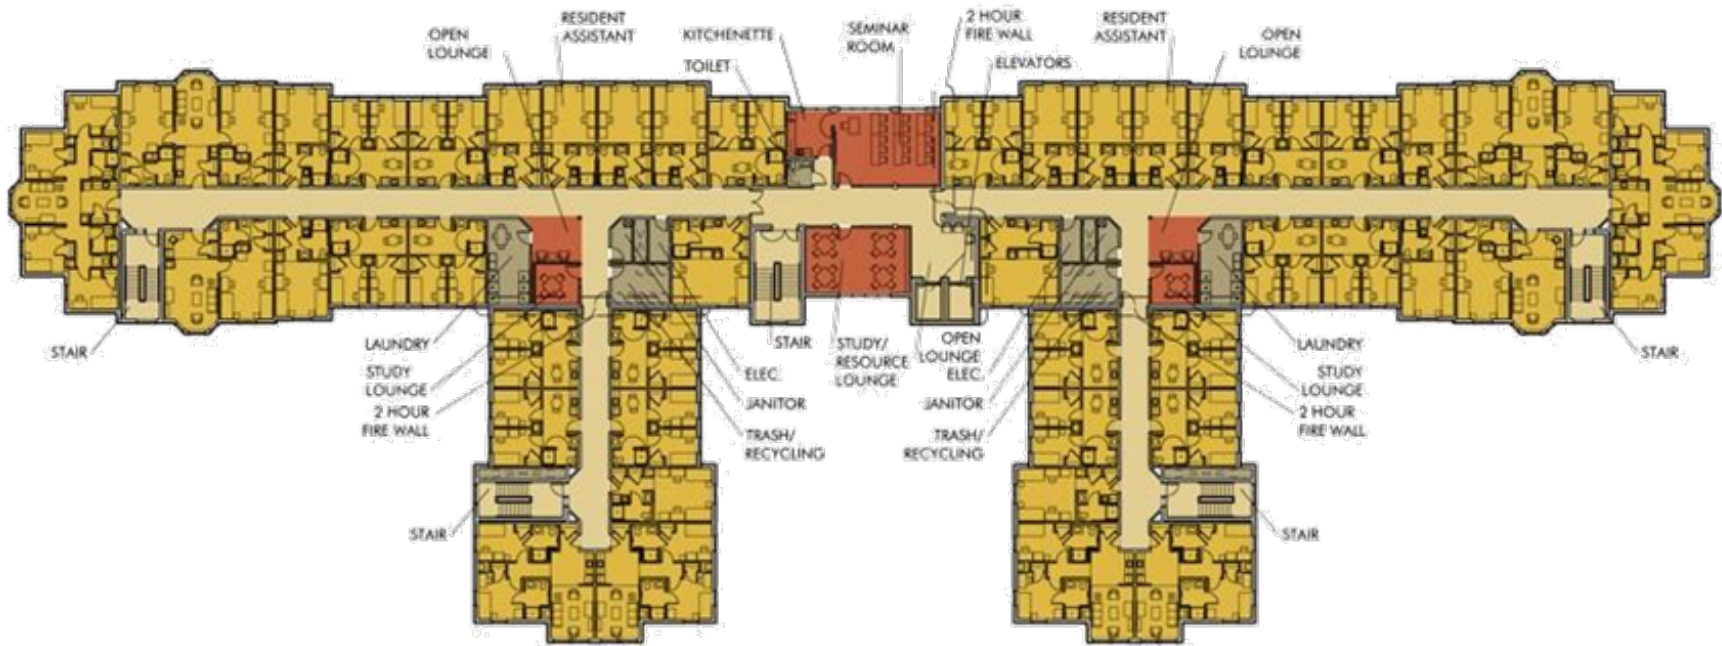 RESIDENT
ASSISTANT
OPEN
LOUNGE
KITCHENETTE
TOILET
SEMINAR
ROOM
2 HOUR
FIRE WALL
ELEVATORS
RESIDENT
ASSISTANT
OPEN
LOUNGE
STAIR
LAUNDRY
STUDY
LOUNGE
2 HOUR
FIRE WALL
STAIR
ELEC.
JANITOR
TRASH/
RECYCLING
STAIR
STUDY/
RESOURCE
LOUNGE
OPEN
LOUNGE
ELEC.
JANITOR
TRASH/
RECYCLING
LAUNDRY
STUDY
LOUNGE
2 HOUR
FIRE WALL
STAIR
STAIR